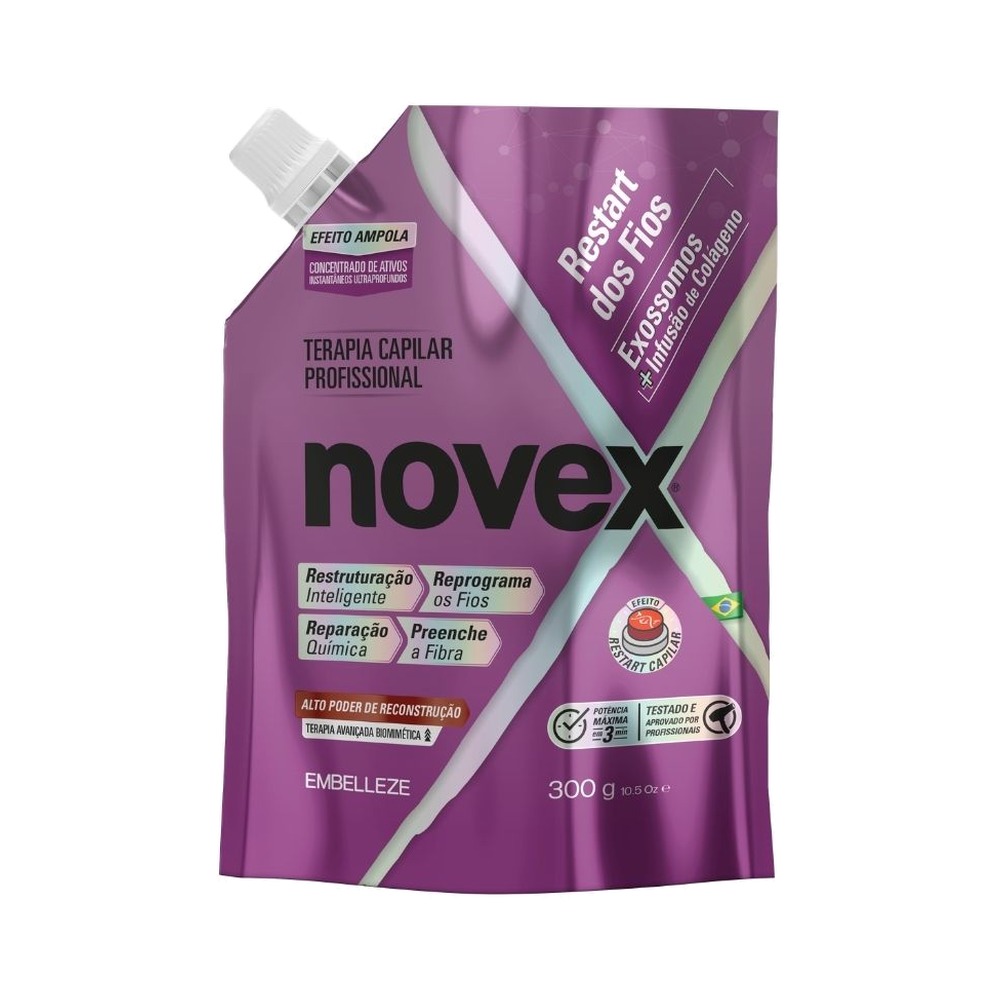 EFEITO AMPOLA
CONCENTRADO DE ATIVOS
INSTANTÂNEOS ULTRAPROFUNDOS
Restart
dos Fios
Exossomos
+ Infusão de Colágeno
TERAPIA CAPILAR
PROFISSIONAL
novex®
Restruturação
Inteligente
Reprograma
os Fios
Reparação
Química
Preenche
a Fibra
EFEITO
RESTART CAPILAR
ALTO PODER DE RECONSTRUÇÃO
TERAPIA AVANÇADA BIOMIMÉTICA
POTÊNCIA
MÁXIMA
em 3 min
TESTADO E
APROVADO POR
PROFISSIONAIS
EMBELLEZE
300 g 10.5 Oz ℮